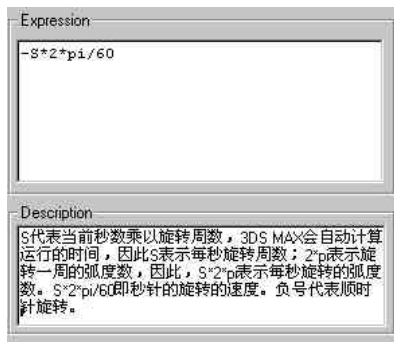 Expression
-S*2*pi/60
Description
S代表当前秒数乘以旋转周数，3DS MAX会自动计算
运行的时间，因此S表示每秒旋转周数；2*p表示旋
转一周的弧度数，因此，S*2*p表示每秒旋转的弧度
数。S*2*pi/60即秒针的旋转的速度。负号代表顺时
针旋转。